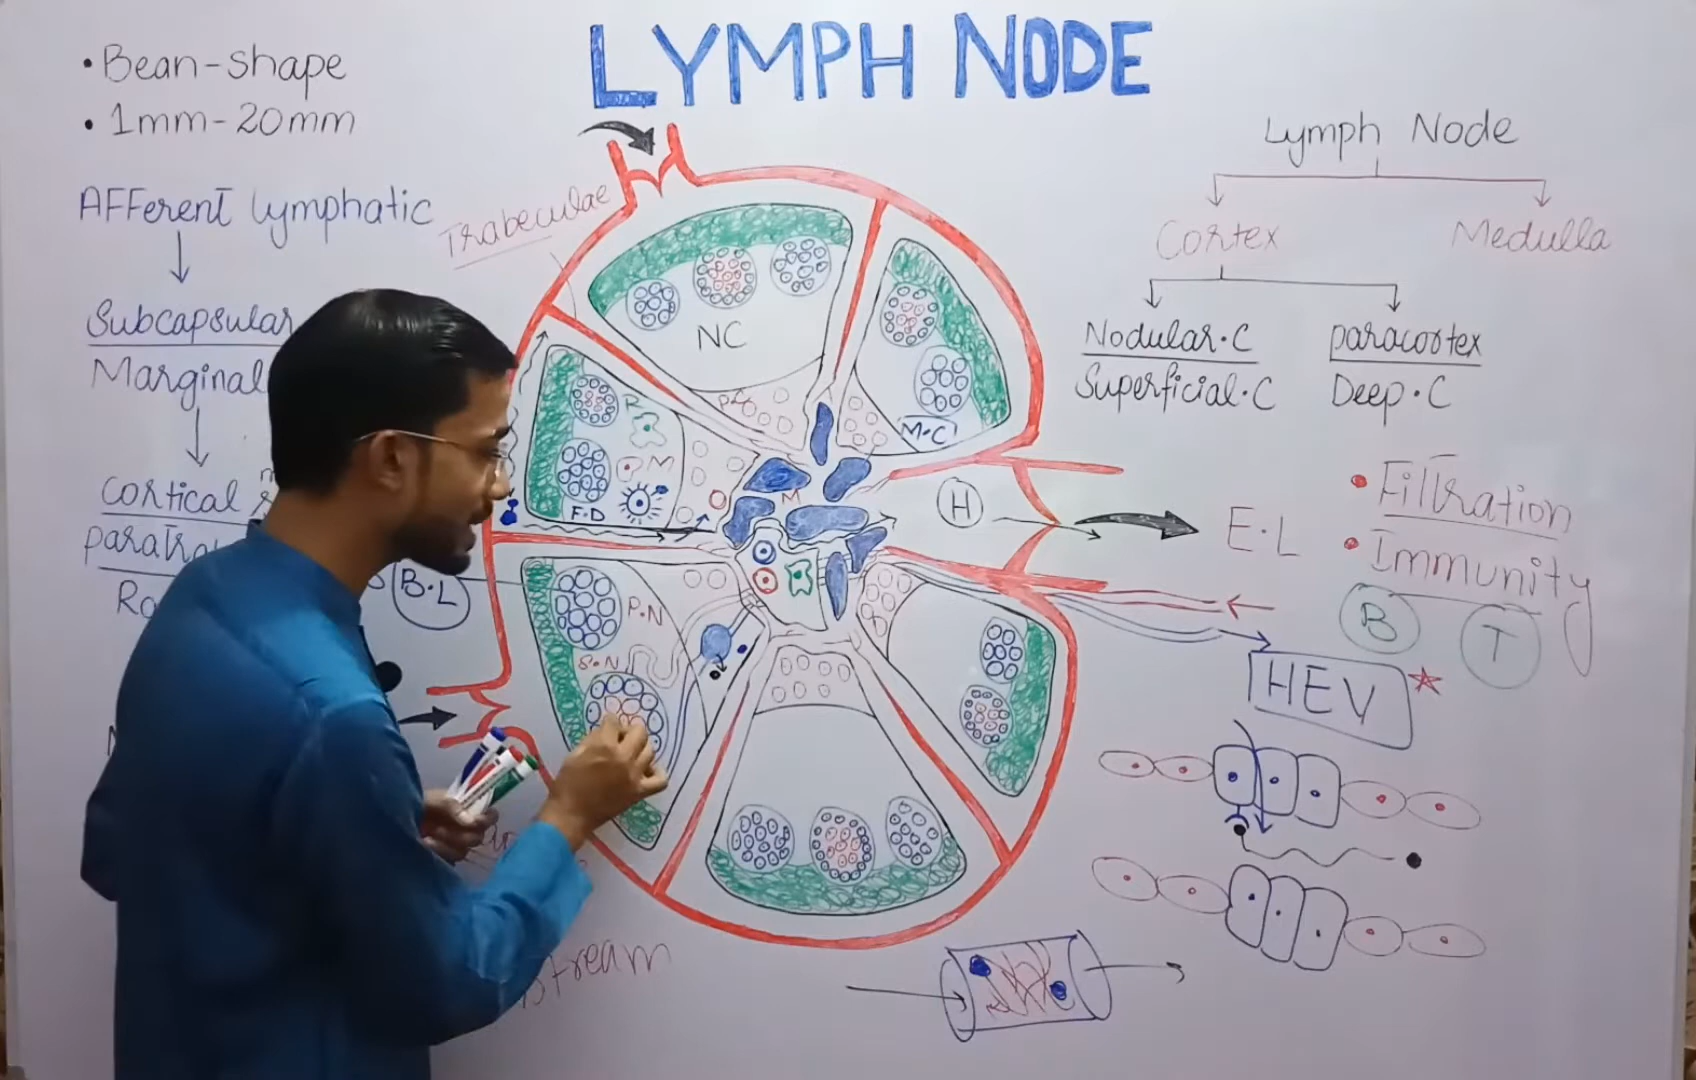 LYMPH NODE
• Bean-shape
• 1mm-20mm
AFFerent lymphatic
Subcapsular
Marginal
cortical
B.L
Trabeculae
NC
R
M
F.D
P.N
S.N
M.C
M
H
E.L
Lymph Node
Cortex
Medulla
Nodular.C
Superficial.C
paracortex
Deep.C
• Filtration
• Immunity
B
T
HEV